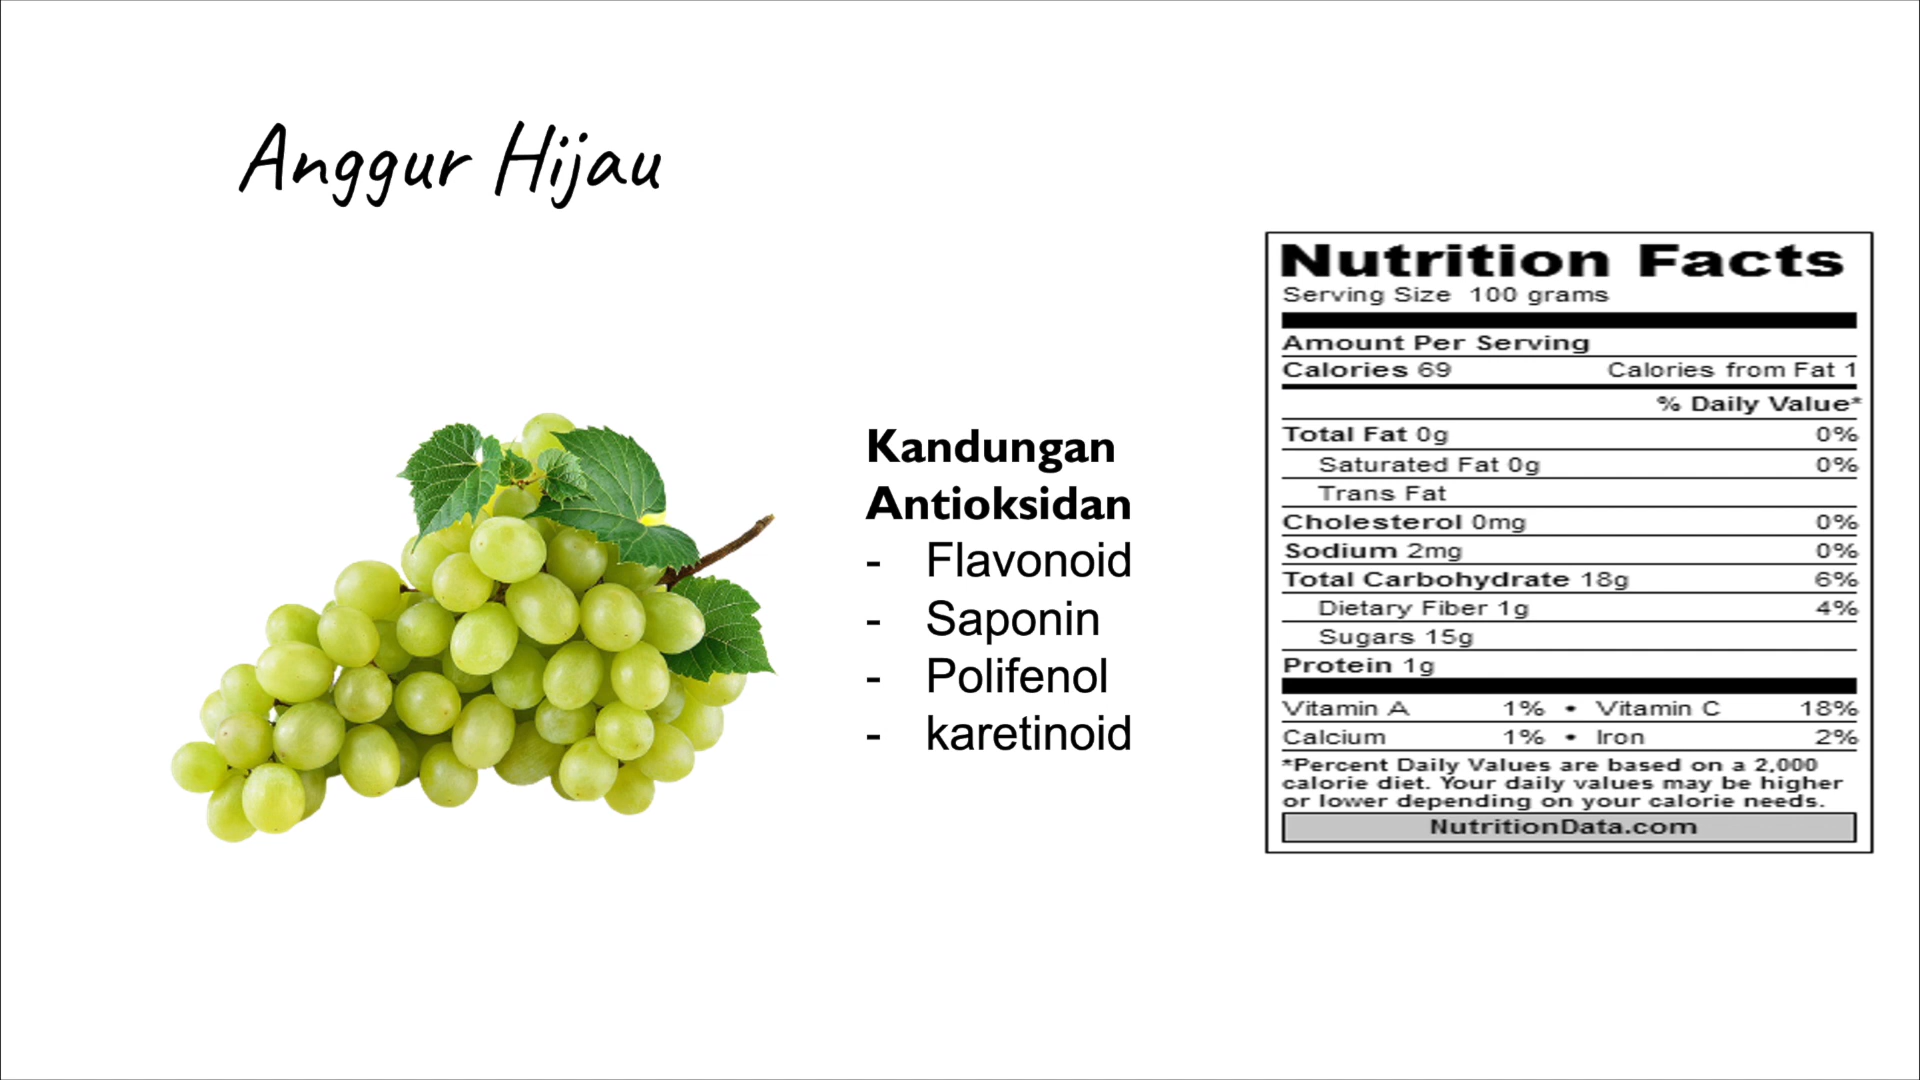 Anggur Hijau
Kandungan
Antioksidan
- Flavonoid
- Saponin
- Polifenol
- karetinoid
Nutrition Facts
Serving Size 100 grams
Amount Per Serving
Calories 69 Calories from Fat 1
% Daily Value*
Total Fat 0g 0%
Saturated Fat 0g 0%
Trans Fat
Cholesterol 0mg 0%
Sodium 2mg 0%
Total Carbohydrate 18g 6%
Dietary Fiber 1g 4%
Sugars 15g
Protein 1g
Vitamin A 1% • Vitamin C 18%
Calcium 1% • Iron 2%
*Percent Daily Values are based on a 2,000
calorie diet. Your daily values may be higher
or lower depending on your calorie needs.
NutritionData.com